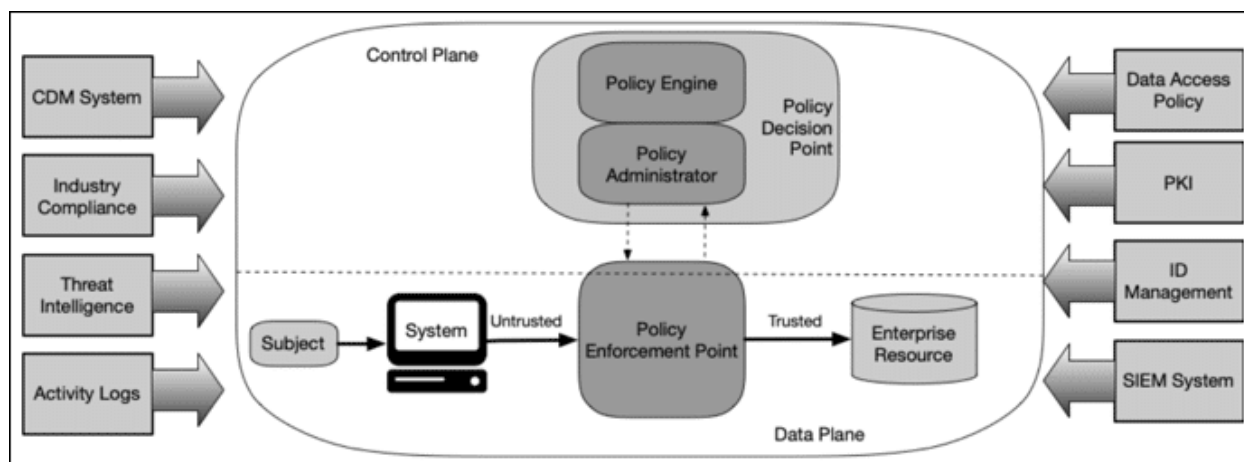 Control Plane
CDM System
Industry
Compliance
Threat
Intelligence
Activity Logs
Policy Engine
Policy
Administrator
Policy
Decision
Point
Subject
System
Untrusted
Policy
Enforcement Point
Trusted
Enterprise
Resource
Data Plane
Data Access
Policy
PKI
ID
Management
SIEM System